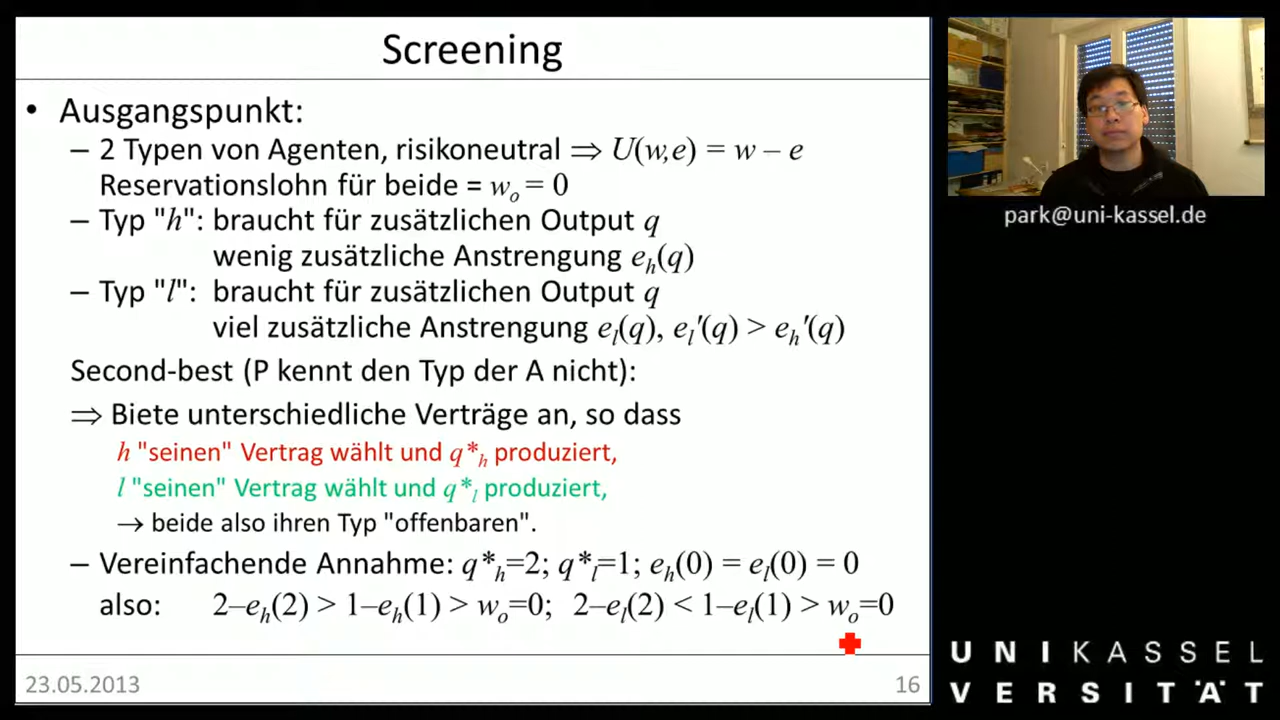 Screening
• Ausgangspunkt:
– 2 Typen von Agenten, risikoneutral ⇒ U(w,e) = w – e
Reservationslohn für beide = wₒ = 0
– Typ "h": braucht für zusätzlichen Output q
wenig zusätzliche Anstrengung eₕ(q)
– Typ "l": braucht für zusätzlichen Output q
viel zusätzliche Anstrengung eₗ(q), eₗ'(q) > eₕ'(q)
Second-best (P kennt den Typ der A nicht):
⇒ Biete unterschiedliche Verträge an, so dass
h "seinen" Vertrag wählt und q*ₕ produziert,
l "seinen" Vertrag wählt und q*ₗ produziert,
→ beide also ihren Typ "offenbaren".
– Vereinfachende Annahme: q*ₕ=2; q*ₗ=1; eₕ(0) = eₗ(0) = 0
also: 2–eₕ(2) > 1–eₕ(1) > wₒ=0; 2–eₗ(2) < 1–eₗ(1) > wₒ=0
23.05.2013
16
park@uni-kassel.de
UNIKASSEL
VERSITÄT